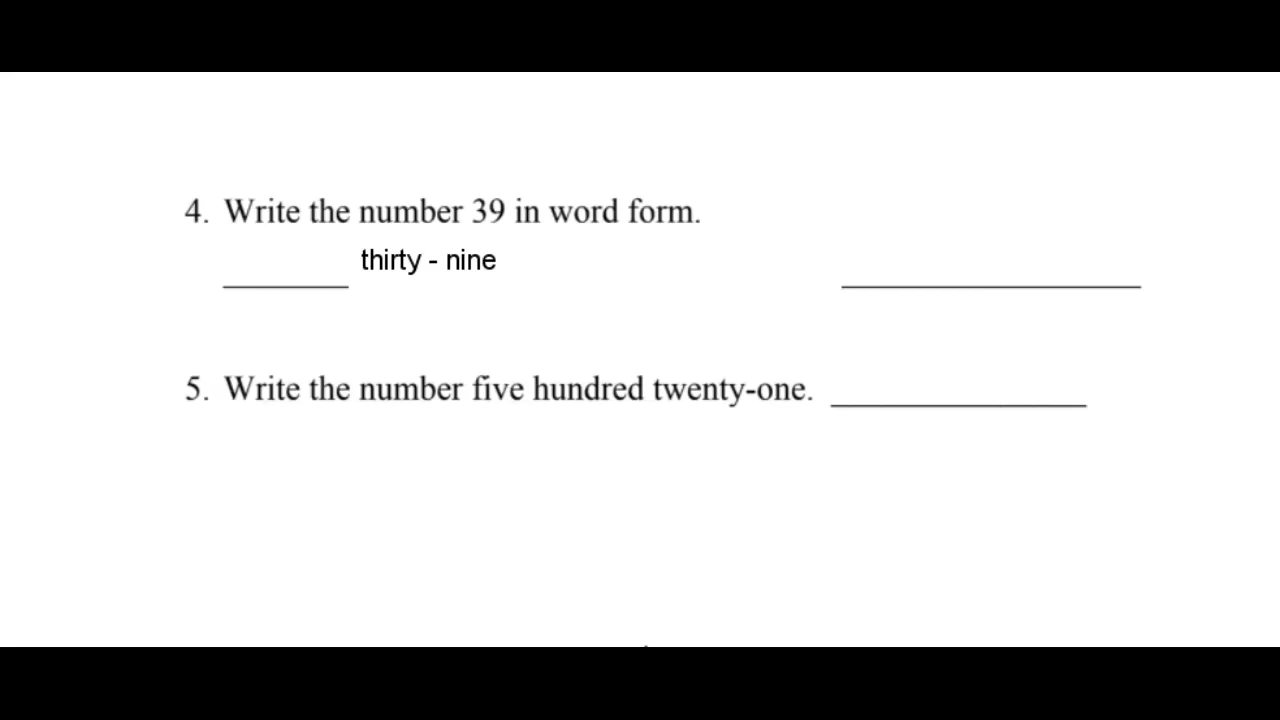 4. Write the number 39 in word form.
thirty - nine
5. Write the number five hundred twenty-one.